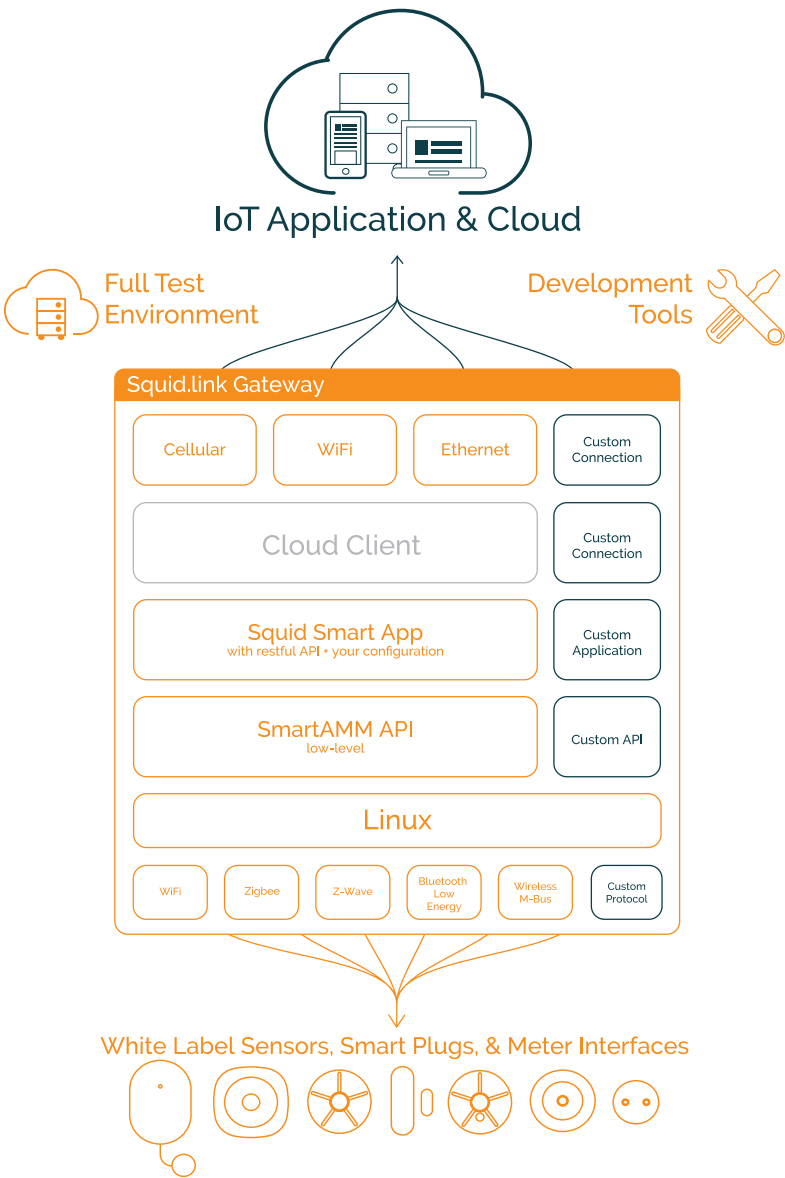 IoT Application & Cloud
Full Test
Environment
Development
Tools
Squid.link Gateway
Cellular
WiFi
Ethernet
Custom
Connection
Cloud Client
Custom
Connection
Squid Smart App
with restful API + your configuration
Custom
Application
SmartAMM API
low-level
Custom API
Linux
WiFi
Zigbee
Z-Wave
Bluetooth
Low
Energy
Wireless
M-Bus
Custom
Protocol
White Label Sensors, Smart Plugs, & Meter Interfaces